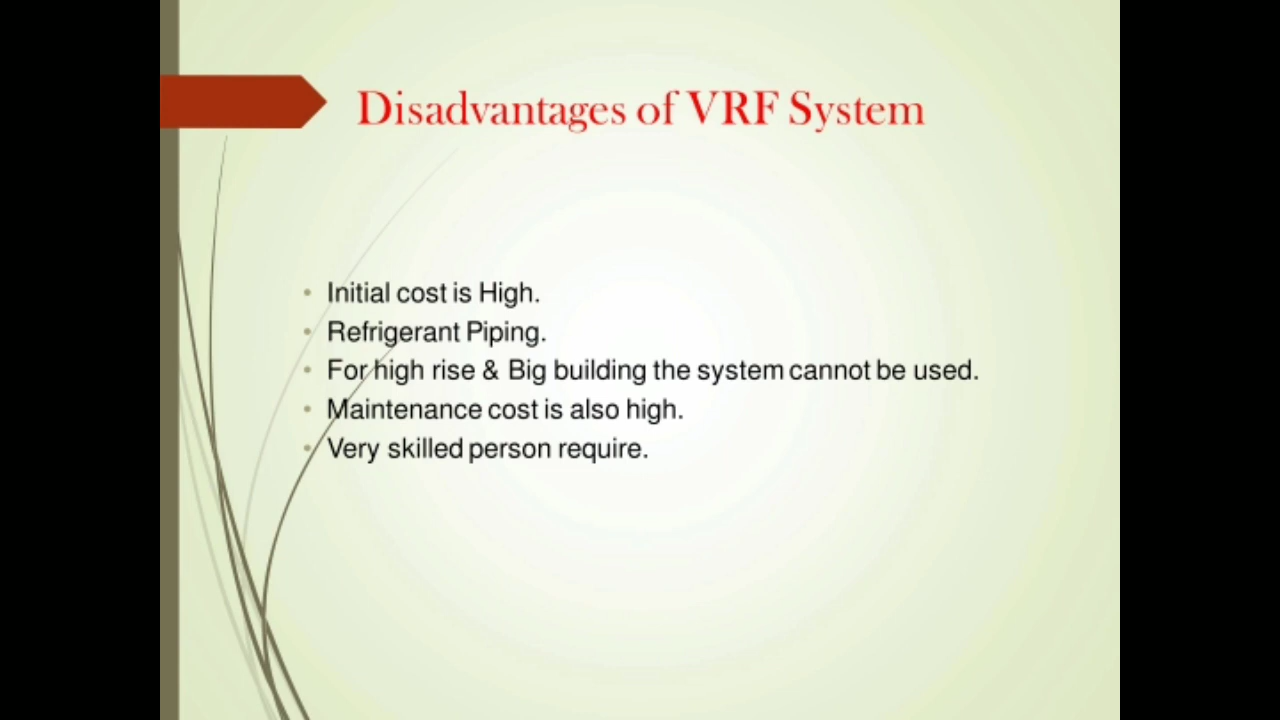 Disadvantages of VRF System
• Initial cost is High.
• Refrigerant Piping.
• For high rise & Big building the system cannot be used.
• Maintenance cost is also high.
• Very skilled person require.